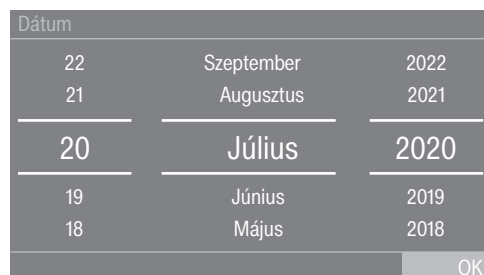 Dátum
22 Szeptember 2022
21 Augusztus 2021
20 Július 2020
19 Június 2019
18 Május 2018
OK